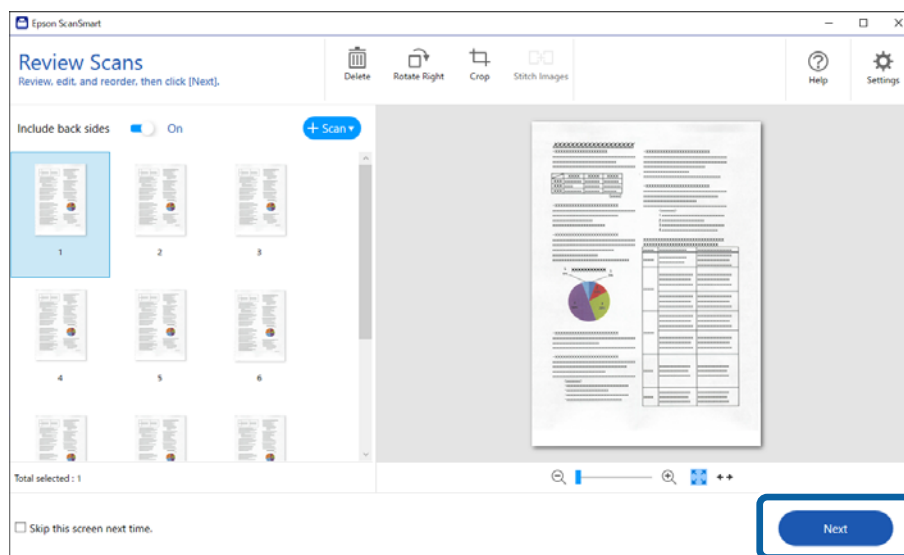 Epson ScanSmart
Review Scans
Review, edit, and reorder, then click [Next].
Delete
Rotate Right
Crop
Stitch Images
Help
Settings
Include back sides
On
+ Scan
1
2
3
4
5
6
Total selected : 1
Skip this screen next time.
Next